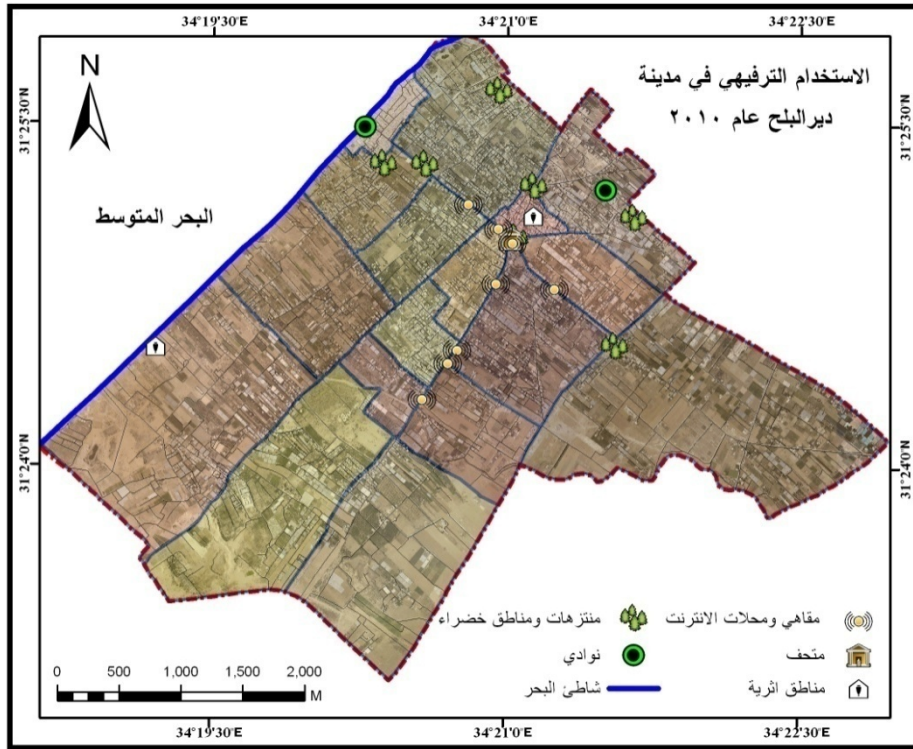 34°19'30"E 34°21'0"E 34°22'30"E
الاستخدام الترفيهي في مدينة
ديرالبلح عام ٢٠١٠
N
31°25'30"N 31°25'30"N
البحر المتوسط
31°24'0"N 31°24'0"N
مقاهي ومحلات الانترنت
منتزهات ومناطق خضراء
متحف
نوادي
مناطق اثرية
شاطئ البحر
0 500 1,000 1,500 2,000
M
34°19'30"E 34°21'0"E 34°22'30"E